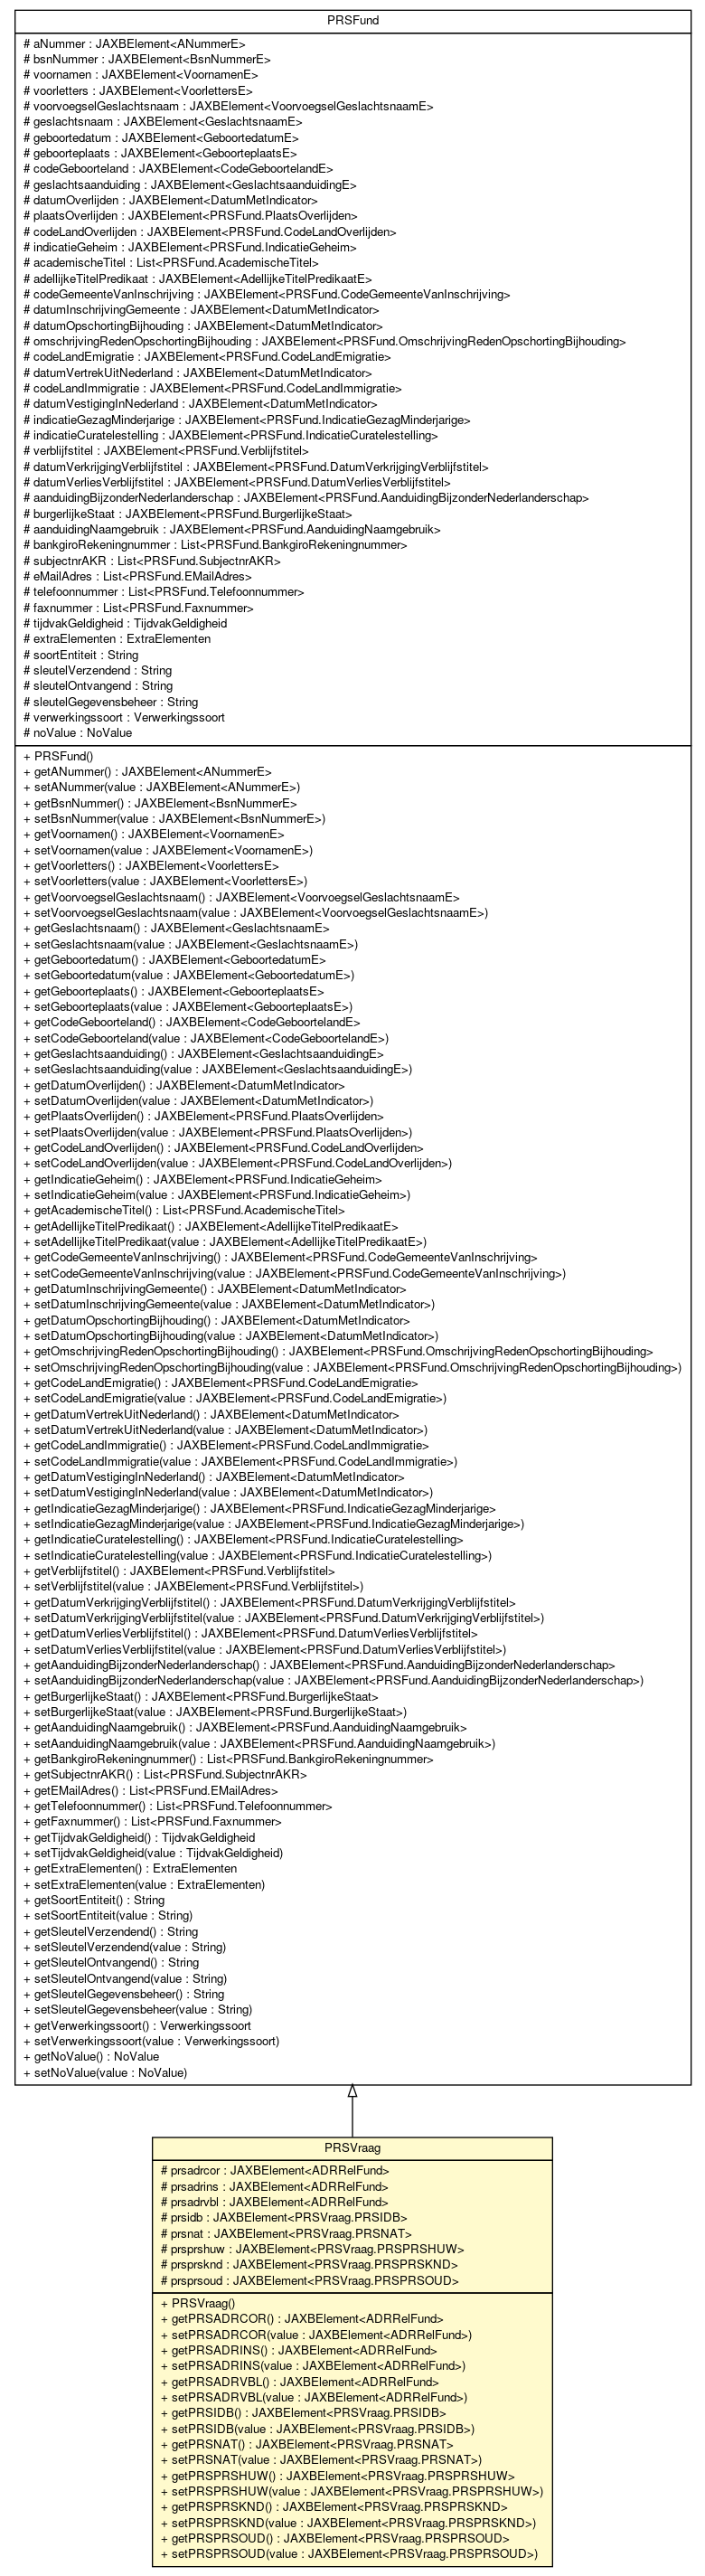 PRSFund
# aNummer : JAXBElement<ANummerE>
# bsnNummer : JAXBElement<BsnNummerE>
# voornamen : JAXBElement<VoornamenE>
# voorletters : JAXBElement<VoorlettersE>
# voorvoegselGeslachtsnaam : JAXBElement<VoorvoegselGeslachtsnaamE>
# geslachtsnaam : JAXBElement<GeslachtsnaamE>
# geboortedatum : JAXBElement<GeboortedatumE>
# geboorteplaats : JAXBElement<GeboorteplaatsE>
# codeGeboorteland : JAXBElement<CodeGeboortelandE>
# geslachtsaanduiding : JAXBElement<GeslachtsaanduidingE>
# datumOverlijden : JAXBElement<DatumMetIndicator>
# plaatsOverlijden : JAXBElement<PRSFund.PlaatsOverlijden>
# codeLandOverlijden : JAXBElement<PRSFund.CodeLandOverlijden>
# indicatieGeheim : JAXBElement<PRSFund.IndicatieGeheim>
# academischeTitel : List<PRSFund.AcademischeTitel>
# adellijkeTitelPredikaat : JAXBElement<AdellijkeTitelPredikaatE>
# codeGemeenteVanInschrijving : JAXBElement<PRSFund.CodeGemeenteVanInschrijving>
# datumInschrijvingGemeente : JAXBElement<DatumMetIndicator>
# datumOpschortingBijhouding : JAXBElement<DatumMetIndicator>
# omschrijvingRedenOpschortingBijhouding : JAXBElement<PRSFund.OmschrijvingRedenOpschortingBijhouding>
# codeLandEmigratie : JAXBElement<PRSFund.CodeLandEmigratie>
# datumVertrekUitNederland : JAXBElement<DatumMetIndicator>
# codeLandImmigratie : JAXBElement<PRSFund.CodeLandImmigratie>
# datumVestigingInNederland : JAXBElement<DatumMetIndicator>
# indicatieGezagMinderjarige : JAXBElement<PRSFund.IndicatieGezagMinderjarige>
# indicatieCuratelestelling : JAXBElement<PRSFund.IndicatieCuratelestelling>
# verblijfstitel : JAXBElement<PRSFund.Verblijfstitel>
# datumVerkrijgingVerblijfstitel : JAXBElement<PRSFund.DatumVerkrijgingVerblijfstitel>
# datumVerliesVerblijfstitel : JAXBElement<PRSFund.DatumVerliesVerblijfstitel>
# aanduidingBijzonderNederlanderschap : JAXBElement<PRSFund.AanduidingBijzonderNederlanderschap>
# burgerlijkeStaat : JAXBElement<PRSFund.BurgerlijkeStaat>
# aanduidingNaamgebruik : JAXBElement<PRSFund.AanduidingNaamgebruik>
# bankgiroRekeningnummer : List<PRSFund.BankgiroRekeningnummer>
# subjectnrAKR : List<PRSFund.SubjectnrAKR>
# eMailAdres : List<PRSFund.EMailAdres>
# telefoonnummer : List<PRSFund.Telefoonnummer>
# faxnummer : List<PRSFund.Faxnummer>
# tijdvakGeldigheid : TijdvakGeldigheid
# extraElementen : ExtraElementen
# soortEntiteit : String
# sleutelVerzendend : String
# sleutelOntvangend : String
# sleutelGegevensbeheer : String
# verwerkingssoort : Verwerkingssoort
# noValue : NoValue
+ PRSFund()
+ getANummer() : JAXBElement<ANummerE>
+ setANummer(value : JAXBElement<ANummerE>)
+ getBsnNummer() : JAXBElement<BsnNummerE>
+ setBsnNummer(value : JAXBElement<BsnNummerE>)
+ getVoornamen() : JAXBElement<VoornamenE>
+ setVoornamen(value : JAXBElement<VoornamenE>)
+ getVoorletters() : JAXBElement<VoorlettersE>
+ setVoorletters(value : JAXBElement<VoorlettersE>)
+ getVoorvoegselGeslachtsnaam() : JAXBElement<VoorvoegselGeslachtsnaamE>
+ setVoorvoegselGeslachtsnaam(value : JAXBElement<VoorvoegselGeslachtsnaamE>)
+ getGeslachtsnaam() : JAXBElement<GeslachtsnaamE>
+ setGeslachtsnaam(value : JAXBElement<GeslachtsnaamE>)
+ getGeboortedatum() : JAXBElement<GeboortedatumE>
+ setGeboortedatum(value : JAXBElement<GeboortedatumE>)
+ getGeboorteplaats() : JAXBElement<GeboorteplaatsE>
+ setGeboorteplaats(value : JAXBElement<GeboorteplaatsE>)
+ getCodeGeboorteland() : JAXBElement<CodeGeboortelandE>
+ setCodeGeboorteland(value : JAXBElement<CodeGeboortelandE>)
+ getGeslachtsaanduiding() : JAXBElement<GeslachtsaanduidingE>
+ setGeslachtsaanduiding(value : JAXBElement<GeslachtsaanduidingE>)
+ getDatumOverlijden() : JAXBElement<DatumMetIndicator>
+ setDatumOverlijden(value : JAXBElement<DatumMetIndicator>)
+ getPlaatsOverlijden() : JAXBElement<PRSFund.PlaatsOverlijden>
+ setPlaatsOverlijden(value : JAXBElement<PRSFund.PlaatsOverlijden>)
+ getCodeLandOverlijden() : JAXBElement<PRSFund.CodeLandOverlijden>
+ setCodeLandOverlijden(value : JAXBElement<PRSFund.CodeLandOverlijden>)
+ getIndicatieGeheim() : JAXBElement<PRSFund.IndicatieGeheim>
+ setIndicatieGeheim(value : JAXBElement<PRSFund.IndicatieGeheim>)
+ getAcademischeTitel() : List<PRSFund.AcademischeTitel>
+ getAdellijkeTitelPredikaat() : JAXBElement<AdellijkeTitelPredikaatE>
+ setAdellijkeTitelPredikaat(value : JAXBElement<AdellijkeTitelPredikaatE>)
+ getCodeGemeenteVanInschrijving() : JAXBElement<PRSFund.CodeGemeenteVanInschrijving>
+ setCodeGemeenteVanInschrijving(value : JAXBElement<PRSFund.CodeGemeenteVanInschrijving>)
+ getDatumInschrijvingGemeente() : JAXBElement<DatumMetIndicator>
+ setDatumInschrijvingGemeente(value : JAXBElement<DatumMetIndicator>)
+ getDatumOpschortingBijhouding() : JAXBElement<DatumMetIndicator>
+ setDatumOpschortingBijhouding(value : JAXBElement<DatumMetIndicator>)
+ getOmschrijvingRedenOpschortingBijhouding() : JAXBElement<PRSFund.OmschrijvingRedenOpschortingBijhouding>
+ setOmschrijvingRedenOpschortingBijhouding(value : JAXBElement<PRSFund.OmschrijvingRedenOpschortingBijhouding>)
+ getCodeLandEmigratie() : JAXBElement<PRSFund.CodeLandEmigratie>
+ setCodeLandEmigratie(value : JAXBElement<PRSFund.CodeLandEmigratie>)
+ getDatumVertrekUitNederland() : JAXBElement<DatumMetIndicator>
+ setDatumVertrekUitNederland(value : JAXBElement<DatumMetIndicator>)
+ getCodeLandImmigratie() : JAXBElement<PRSFund.CodeLandImmigratie>
+ setCodeLandImmigratie(value : JAXBElement<PRSFund.CodeLandImmigratie>)
+ getDatumVestigingInNederland() : JAXBElement<DatumMetIndicator>
+ setDatumVestigingInNederland(value : JAXBElement<DatumMetIndicator>)
+ getIndicatieGezagMinderjarige() : JAXBElement<PRSFund.IndicatieGezagMinderjarige>
+ setIndicatieGezagMinderjarige(value : JAXBElement<PRSFund.IndicatieGezagMinderjarige>)
+ getIndicatieCuratelestelling() : JAXBElement<PRSFund.IndicatieCuratelestelling>
+ setIndicatieCuratelestelling(value : JAXBElement<PRSFund.IndicatieCuratelestelling>)
+ getVerblijfstitel() : JAXBElement<PRSFund.Verblijfstitel>
+ setVerblijfstitel(value : JAXBElement<PRSFund.Verblijfstitel>)
+ getDatumVerkrijgingVerblijfstitel() : JAXBElement<PRSFund.DatumVerkrijgingVerblijfstitel>
+ setDatumVerkrijgingVerblijfstitel(value : JAXBElement<PRSFund.DatumVerkrijgingVerblijfstitel>)
+ getDatumVerliesVerblijfstitel() : JAXBElement<PRSFund.DatumVerliesVerblijfstitel>
+ setDatumVerliesVerblijfstitel(value : JAXBElement<PRSFund.DatumVerliesVerblijfstitel>)
+ getAanduidingBijzonderNederlanderschap() : JAXBElement<PRSFund.AanduidingBijzonderNederlanderschap>
+ setAanduidingBijzonderNederlanderschap(value : JAXBElement<PRSFund.AanduidingBijzonderNederlanderschap>)
+ getBurgerlijkeStaat() : JAXBElement<PRSFund.BurgerlijkeStaat>
+ setBurgerlijkeStaat(value : JAXBElement<PRSFund.BurgerlijkeStaat>)
+ getAanduidingNaamgebruik() : JAXBElement<PRSFund.AanduidingNaamgebruik>
+ setAanduidingNaamgebruik(value : JAXBElement<PRSFund.AanduidingNaamgebruik>)
+ getBankgiroRekeningnummer() : List<PRSFund.BankgiroRekeningnummer>
+ getSubjectnrAKR() : List<PRSFund.SubjectnrAKR>
+ getEMailAdres() : List<PRSFund.EMailAdres>
+ getTelefoonnummer() : List<PRSFund.Telefoonnummer>
+ getFaxnummer() : List<PRSFund.Faxnummer>
+ getTijdvakGeldigheid() : TijdvakGeldigheid
+ setTijdvakGeldigheid(value : TijdvakGeldigheid)
+ getExtraElementen() : ExtraElementen
+ setExtraElementen(value : ExtraElementen)
+ getSoortEntiteit() : String
+ setSoortEntiteit(value : String)
+ getSleutelVerzendend() : String
+ setSleutelVerzendend(value : String)
+ getSleutelOntvangend() : String
+ setSleutelOntvangend(value : String)
+ getSleutelGegevensbeheer() : String
+ setSleutelGegevensbeheer(value : String)
+ getVerwerkingssoort() : Verwerkingssoort
+ setVerwerkingssoort(value : Verwerkingssoort)
+ getNoValue() : NoValue
+ setNoValue(value : NoValue)
PRSVraag
# prsadrcor : JAXBElement<ADRRelFund>
# prsadrins : JAXBElement<ADRRelFund>
# prsadrvbl : JAXBElement<ADRRelFund>
# prsidb : JAXBElement<PRSVraag.PRSIDB>
# prsnat : JAXBElement<PRSVraag.PRSNAT>
# prsprshuw : JAXBElement<PRSVraag.PRSPRSHUW>
# prsprsknd : JAXBElement<PRSVraag.PRSPRSKND>
# prsprsoud : JAXBElement<PRSVraag.PRSPRSOUD>
+ PRSVraag()
+ getPRSADRCOR() : JAXBElement<ADRRelFund>
+ setPRSADRCOR(value : JAXBElement<ADRRelFund>)
+ getPRSADRINS() : JAXBElement<ADRRelFund>
+ setPRSADRINS(value : JAXBElement<ADRRelFund>)
+ getPRSADRVBL() : JAXBElement<ADRRelFund>
+ setPRSADRVBL(value : JAXBElement<ADRRelFund>)
+ getPRSIDB() : JAXBElement<PRSVraag.PRSIDB>
+ setPRSIDB(value : JAXBElement<PRSVraag.PRSIDB>)
+ getPRSNAT() : JAXBElement<PRSVraag.PRSNAT>
+ setPRSNAT(value : JAXBElement<PRSVraag.PRSNAT>)
+ getPRSPRSHUW() : JAXBElement<PRSVraag.PRSPRSHUW>
+ setPRSPRSHUW(value : JAXBElement<PRSVraag.PRSPRSHUW>)
+ getPRSPRSKND() : JAXBElement<PRSVraag.PRSPRSKND>
+ setPRSPRSKND(value : JAXBElement<PRSVraag.PRSPRSKND>)
+ getPRSPRSOUD() : JAXBElement<PRSVraag.PRSPRSOUD>
+ setPRSPRSOUD(value : JAXBElement<PRSVraag.PRSPRSOUD>)